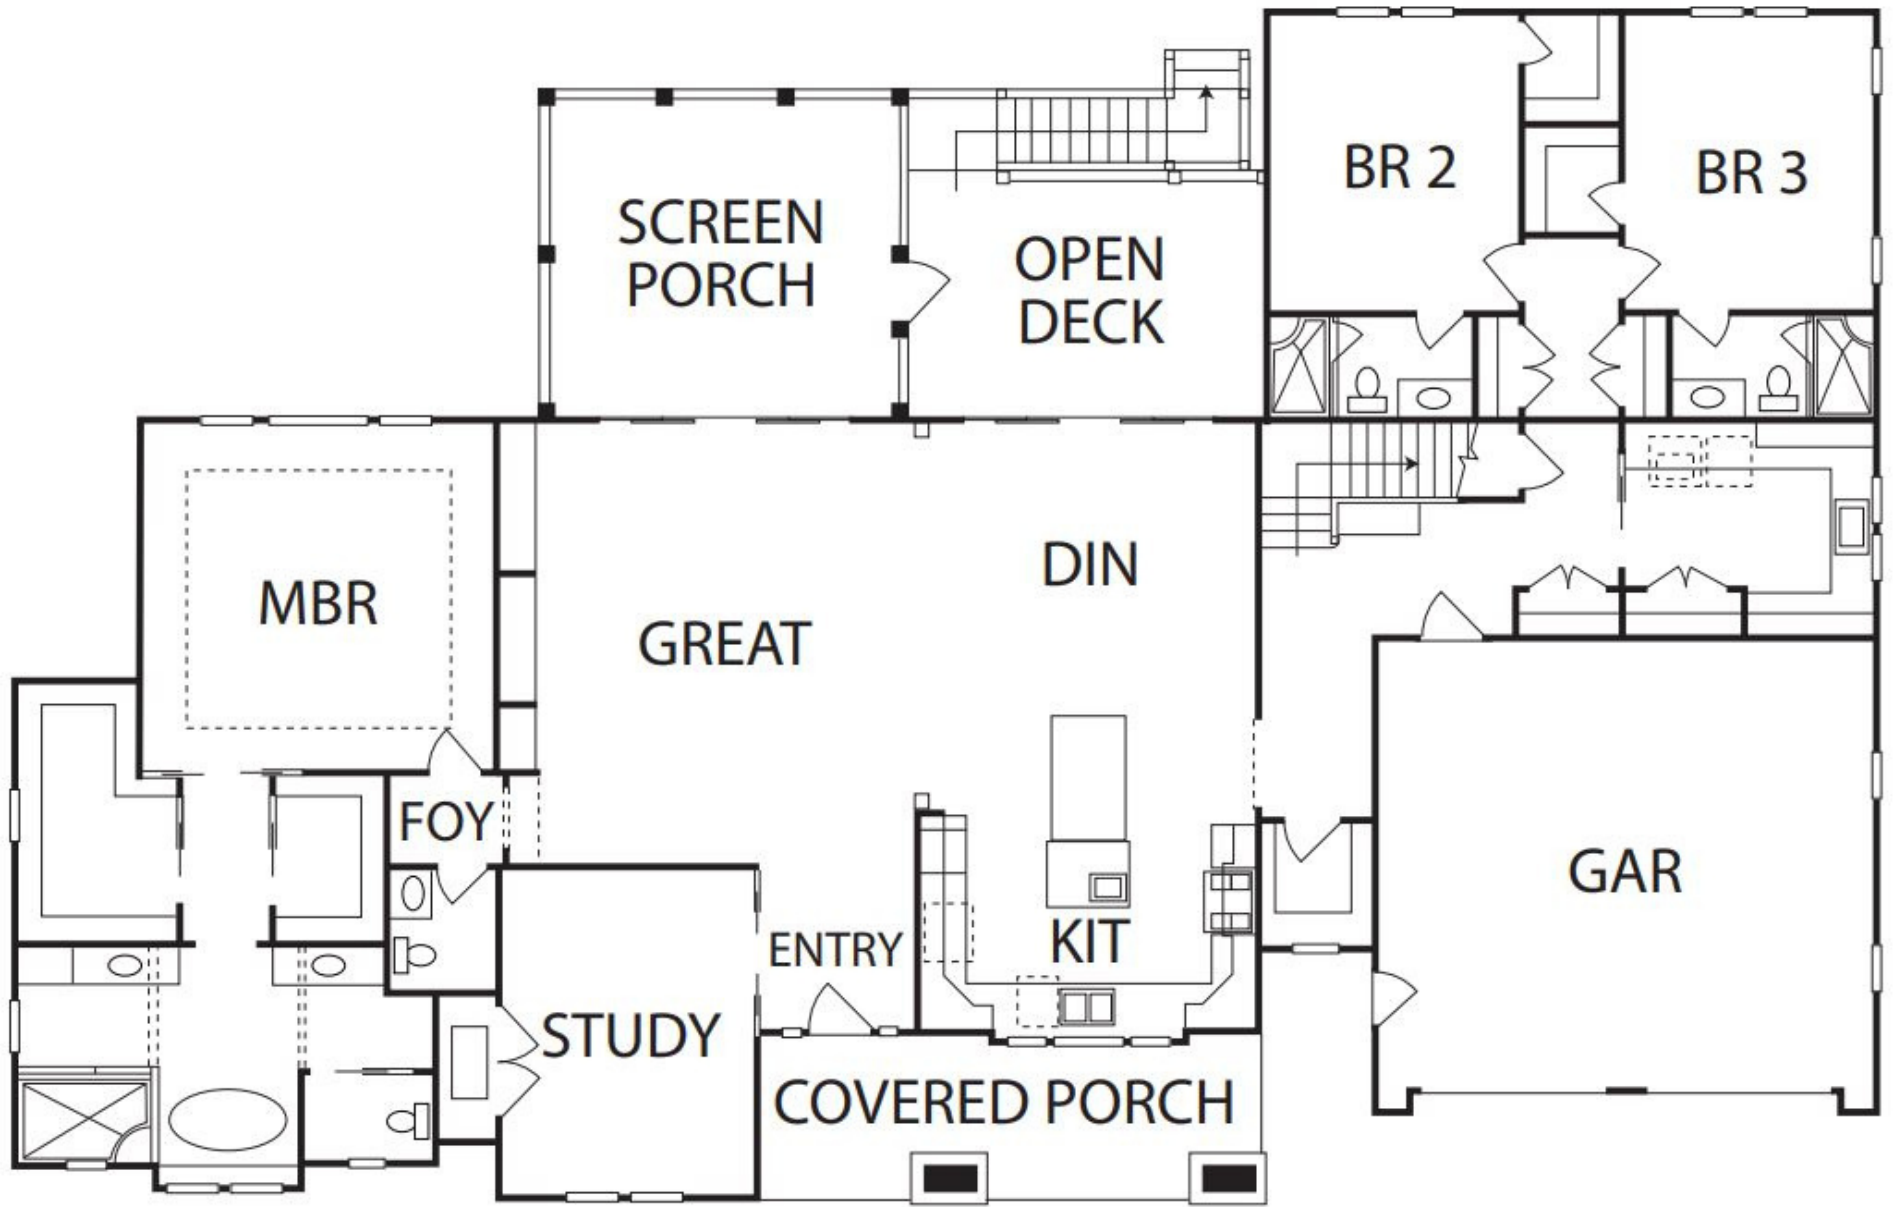 BR 2
BR 3
SCREEN
PORCH
OPEN
DECK
DIN
MBR
GREAT
FOY
GAR
ENTRY
KIT
STUDY
COVERED PORCH